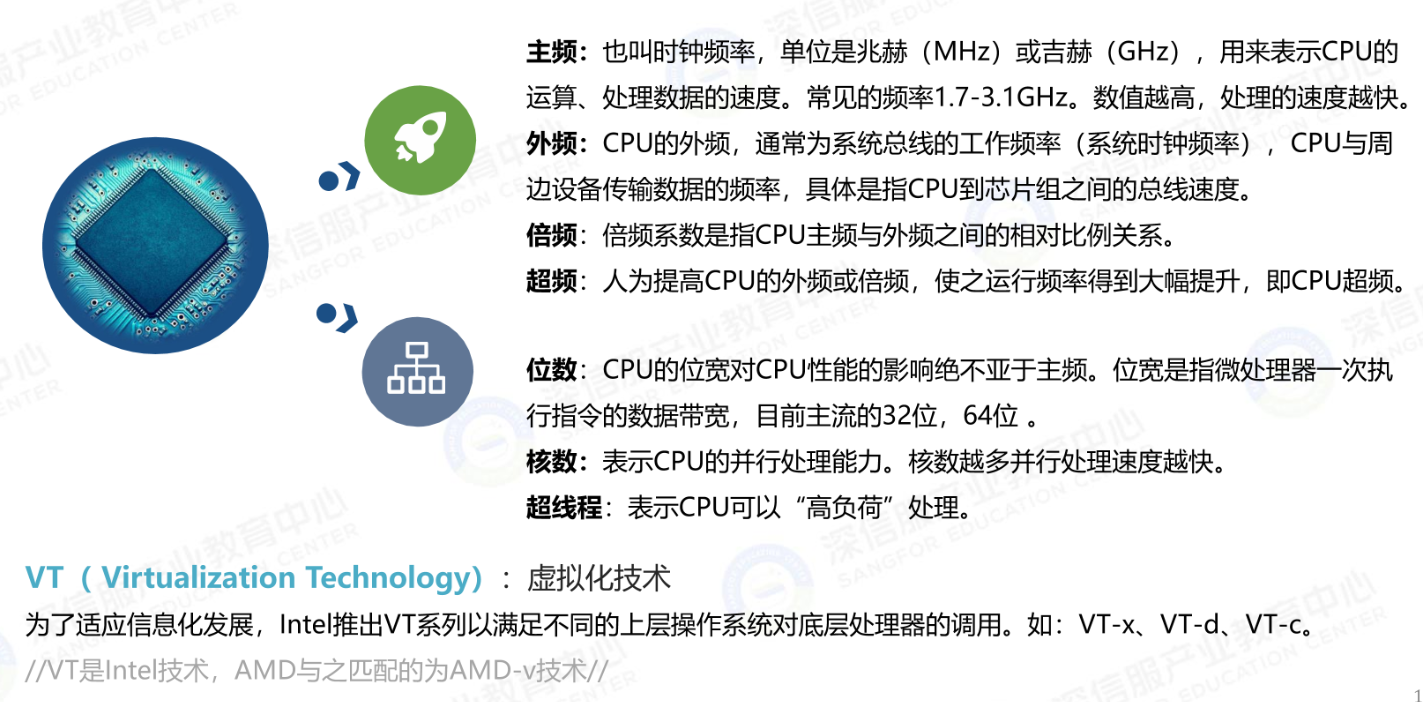 主频：也叫时钟频率，单位是兆赫（MHz）或吉赫（GHz），用来表示CPU的
运算、处理数据的速度。常见的频率1.7-3.1GHz。数值越高，处理的速度越快。
外频：CPU的外频，通常为系统总线的工作频率（系统时钟频率），CPU与周
边设备传输数据的频率，具体是指CPU到芯片组之间的总线速度。
倍频：倍频系数是指CPU主频与外频之间的相对比例关系。
超频：人为提高CPU的外频或倍频，使之运行频率得到大幅提升，即CPU超频。
位数：CPU的位宽对CPU性能的影响绝不亚于主频。位宽是指微处理器一次执
行指令的数据带宽，目前主流的32位，64位 。
核数：表示CPU的并行处理能力。核数越多并行处理速度越快。
超线程：表示CPU可以“高负荷”处理。
VT（ Virtualization Technology）：虚拟化技术
为了适应信息化发展，Intel推出VT系列以满足不同的上层操作系统对底层处理器的调用。如：VT-x、VT-d、VT-c。
//VT是Intel技术，AMD与之匹配的为AMD-v技术//
1
深信服产业教育中心
SANGFOR EDUCATION CENTER